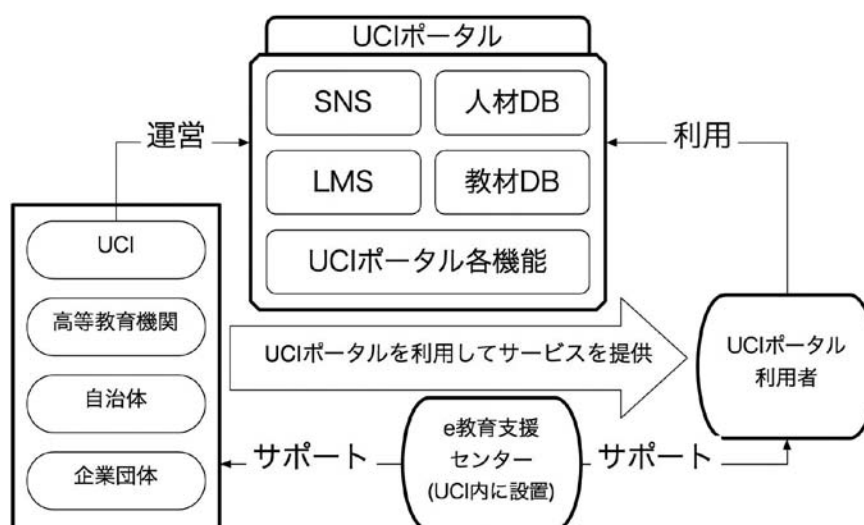 UCIポータル
SNS
人材DB
運営
利用
LMS
教材DB
UCI
UCIポータル各機能
高等教育機関
UCIポータルを利用してサービスを提供
UCIポータル
利用者
自治体
e教育支援
センター
(UCI内に設置)
サポート
サポート
企業団体